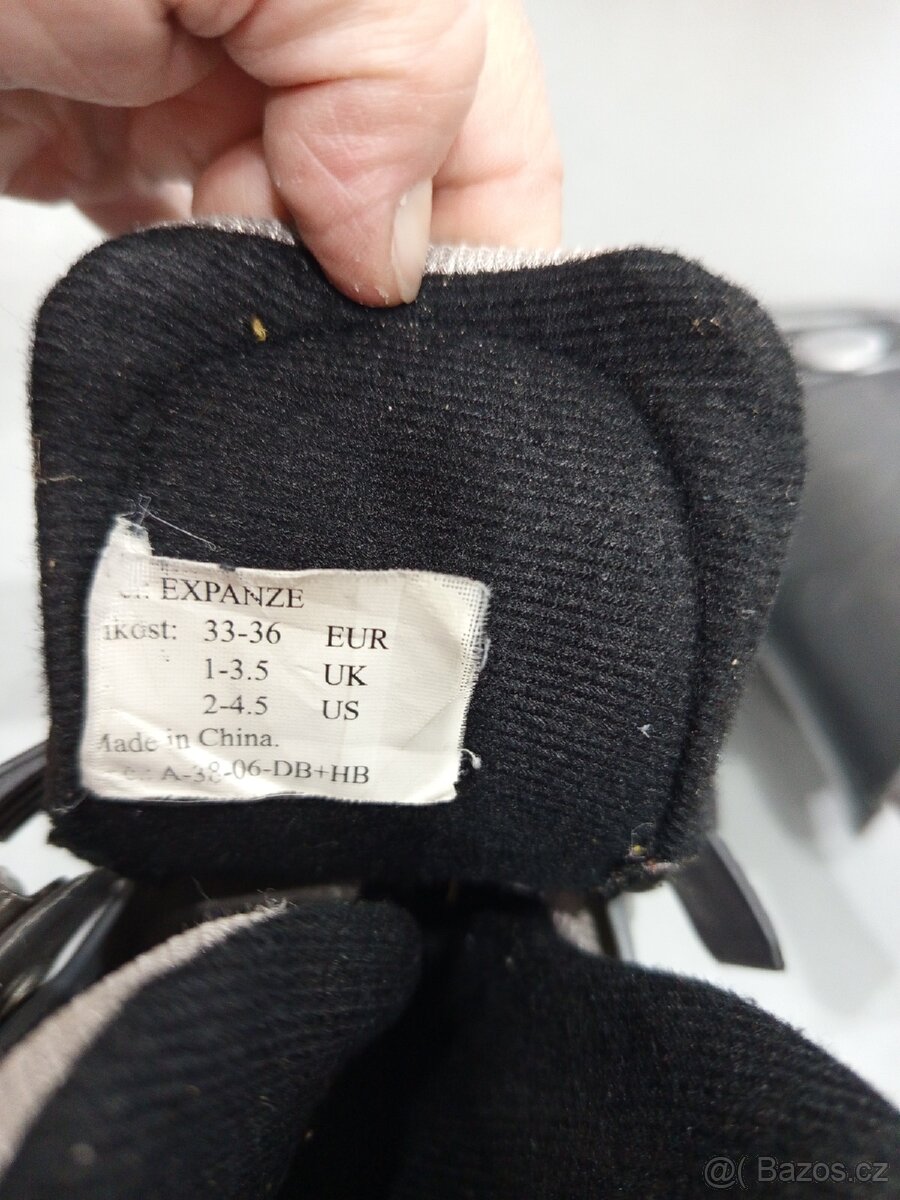 EXPANZE
ikost: 33-36 EUR
1-3.5 UK
2-4.5 US
Made in China.
A-38-06-DB+HB
@( Bazos.cz